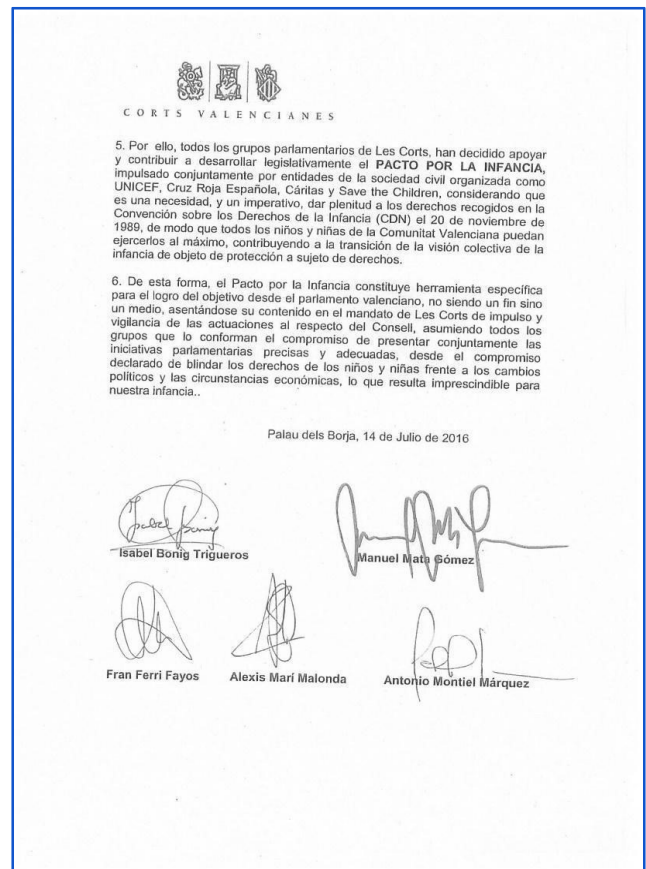 CORTS VALENCIANES
5. Por ello, todos los grupos parlamentarios de Les Corts, han decidido apoyar
y contribuir a desarrollar legislativamente el PACTO POR LA INFANCIA,
impulsado conjuntamente por entidades de la sociedad civil organizada como
UNICEF, Cruz Roja Española, Cáritas y Save the Children, considerando que
es una necesidad, y un imperativo, dar plenitud a los derechos recogidos en la
Convención sobre los Derechos de la Infancia (CDN) el 20 de noviembre de
1989, de modo que todos los niños y niñas de la Comunitat Valenciana puedan
ejercerlos al máximo, contribuyendo a la transición de la visión colectiva de la
infancia de objeto de protección a sujeto de derechos.
6. De esta forma, el Pacto por la Infancia constituye herramienta específica
para el logro del objetivo desde el parlamento valenciano, no siendo un fin sino
un medio, asentándose su contenido en el mandato de Les Corts de impulso y
vigilancia de las actuaciones al respecto del Consell, asumiendo todos los
grupos que lo conforman el compromiso de presentar conjuntamente las
iniciativas parlamentarias precisas y adecuadas, desde el compromiso
declarado de blindar los derechos de los niños y niñas frente a los cambios
políticos y las circunstancias económicas, lo que resulta imprescindible para
nuestra infancia..
Palau dels Borja, 14 de Julio de 2016
Isabel Bonig Trigueros
Manuel Mata Gómez
Fran Ferri Fayos
Alexis Marí Malonda
Antonio Montiel Márquez